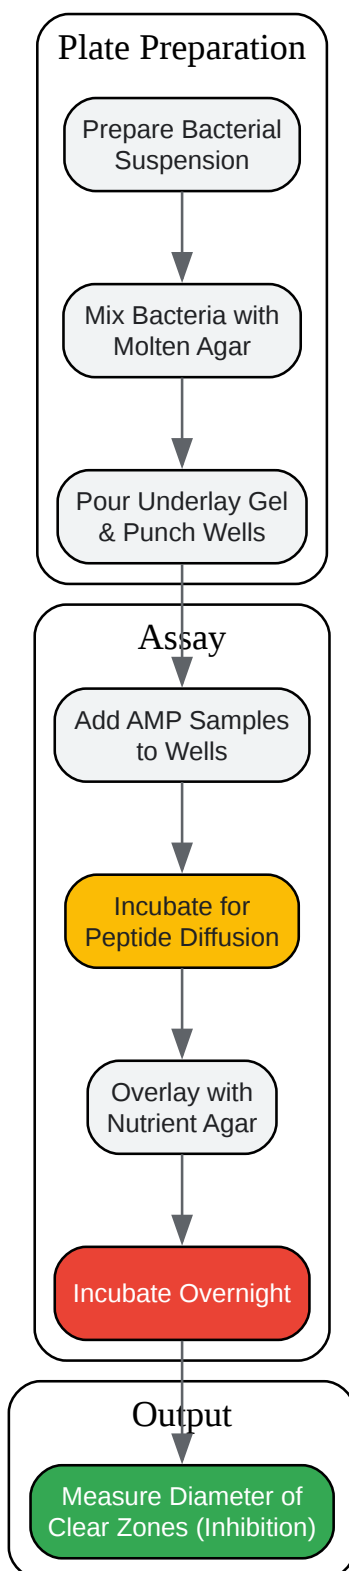 Plate Preparation
Prepare Bacterial
Suspension
Mix Bacteria with
Molten Agar
Pour Underlay Gel
& Punch Wells
Assay
Add AMP Samples
to Wells
Incubate for
Peptide Diffusion
Overlay with
Nutrient Agar
Incubate Overnight
Output
Measure Diameter of
Clear Zones (Inhibition)